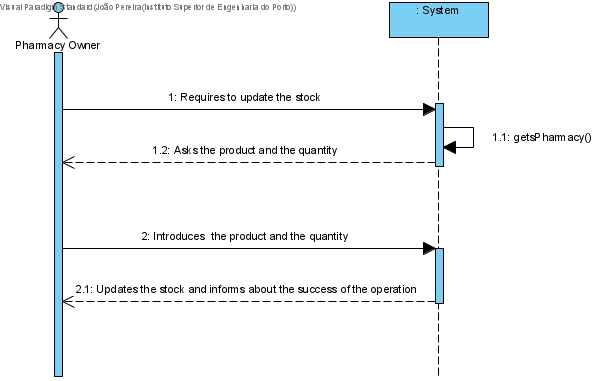 Visual Paradigm Standard(João Pereira(Instituto Superior de Engenharia do Porto))
: System
Pharmacy Owner
1: Requires to update the stock
1.1: getsPharmacy()
1.2: Asks the product and the quantity
2: Introduces  the product and the quantity
2.1: Updates the stock and informs about the success of the operation